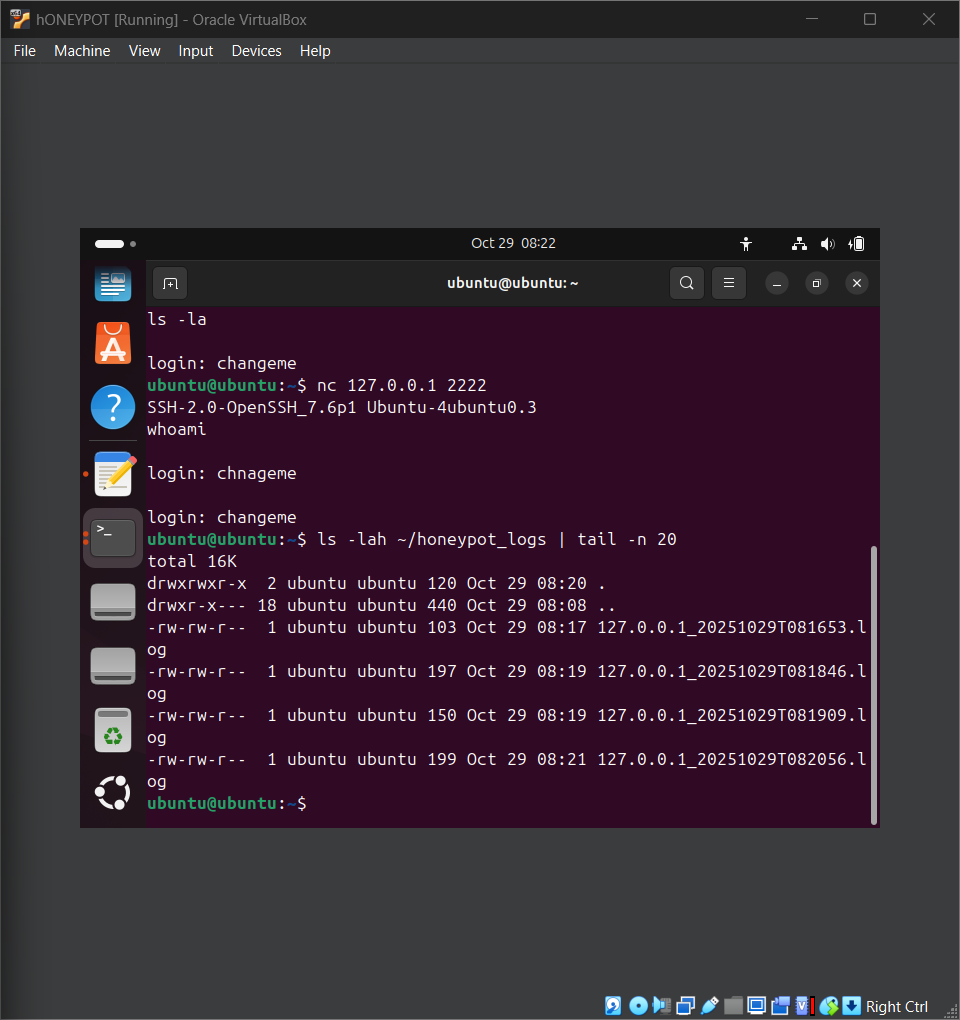 hONEYPOT [Running] - Oracle VirtualBox
File Machine View Input Devices Help
Oct 29 08:22
ubuntu@ubuntu: ~
ls -la
login: changeme
ubuntu@ubuntu:~$ nc 127.0.0.1 2222
SSH-2.0-OpenSSH_7.6p1 Ubuntu-4ubuntu0.3
whoami
login: chnageme
login: changeme
ubuntu@ubuntu:~$ ls -lah ~/honeypot_logs | tail -n 20
total 16K
drwxrwxr-x  2 ubuntu ubuntu 120 Oct 29 08:20 .
drwxr-x--- 18 ubuntu ubuntu 440 Oct 29 08:08 ..
-rw-rw-r--  1 ubuntu ubuntu 103 Oct 29 08:17 127.0.0.1_20251029T081653.l
og
-rw-rw-r--  1 ubuntu ubuntu 197 Oct 29 08:19 127.0.0.1_20251029T081846.l
og
-rw-rw-r--  1 ubuntu ubuntu 150 Oct 29 08:19 127.0.0.1_20251029T081909.l
og
-rw-rw-r--  1 ubuntu ubuntu 199 Oct 29 08:21 127.0.0.1_20251029T082056.l
og
ubuntu@ubuntu:~$
Right Ctrl